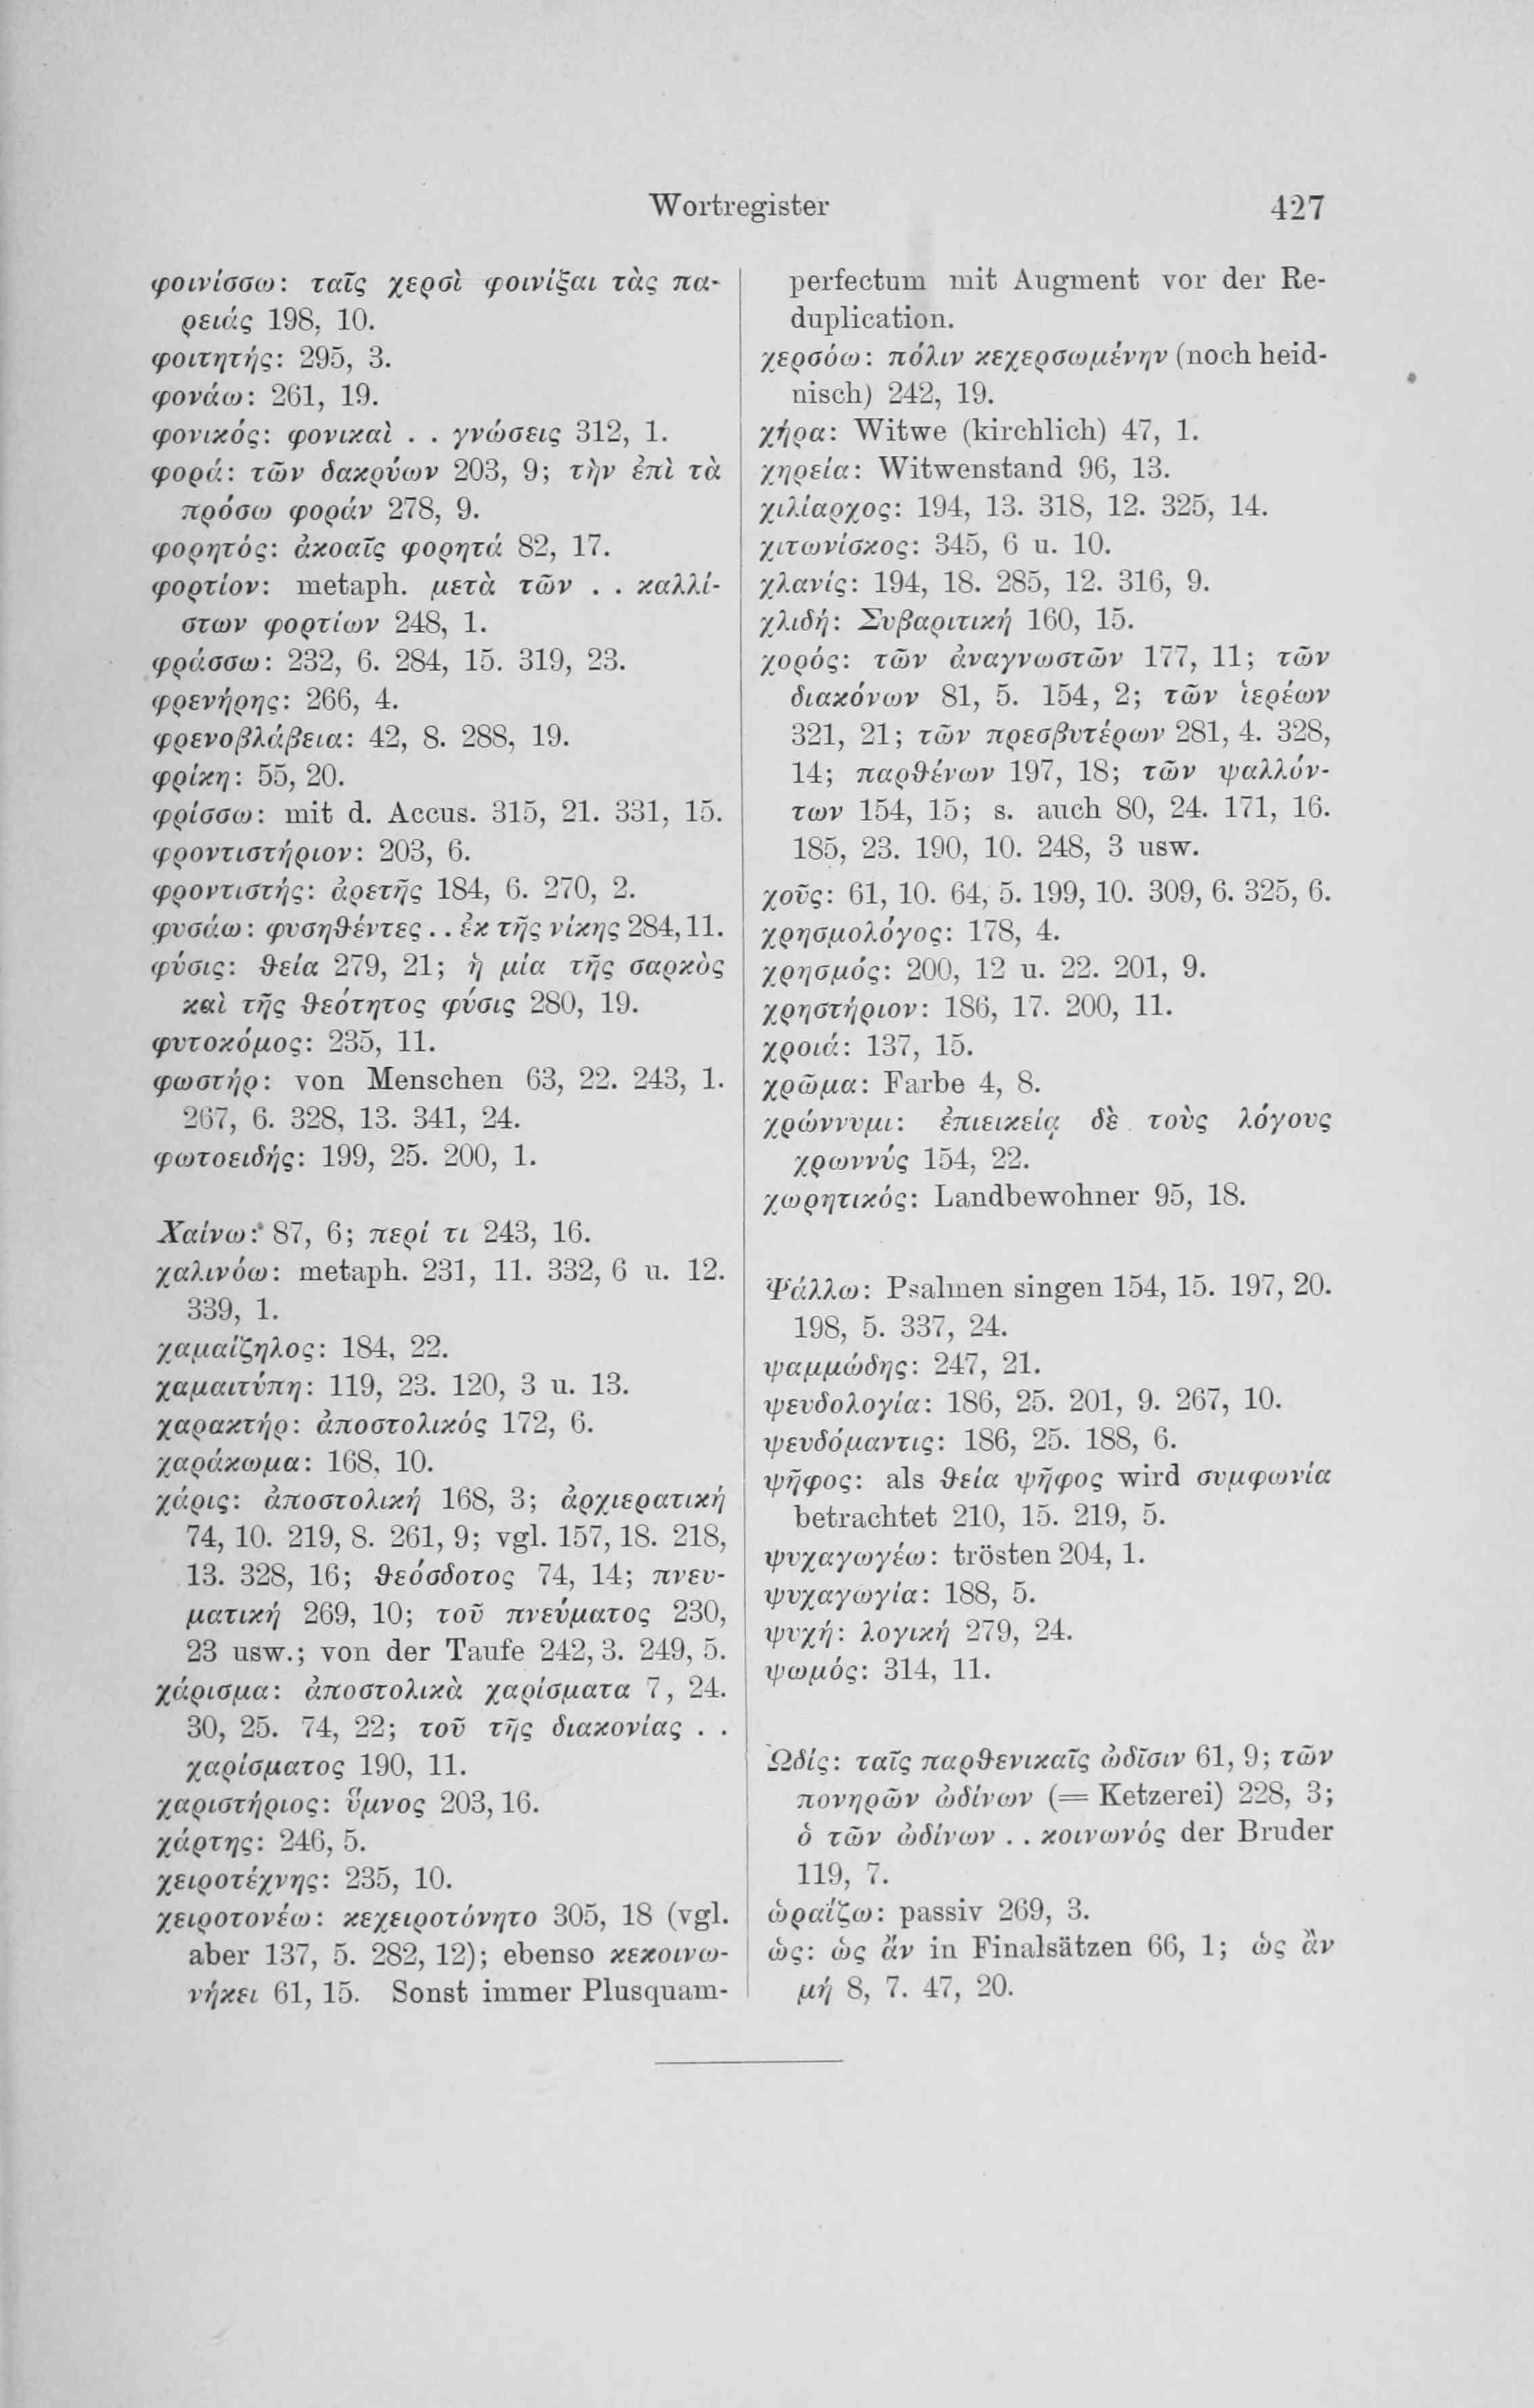 Wortregister
427
φοινίσσω: ταῖς χερσὶ φοινίξαι τὰς πα-
ρειάς 198, 10.
φοιτητής: 295, 3.
φονάω: 261, 19.
φονικός: φονικαὶ . . γνώσεις 312, 1.
φορά: τῶν δακρύων 203, 9; τὴν ἐπὶ τὰ
πρόσω φοράν 278, 9.
φορητός: ἀκοαῖς φορητά 82, 17.
φορτίον: metaph. μετὰ τῶν . . καλλί-
στων φορτίων 248, 1.
φράσσω: 232, 6. 284, 15. 319, 23.
φρενήρης: 266, 4.
φρενοβλάβεια: 42, 8. 288, 19.
φρίκη: 55, 20.
φρίσσω: mit d. Accus. 315, 21. 331, 15.
φροντιστήριον: 203, 6.
φροντιστής: ἀρετῆς 184, 6. 270, 2.
φυσάω: φυσηθέντες . . ἐκ τῆς νίκης 284, 11.
φύσις: θεία 279, 21; ἡ μία τῆς σαρκὸς
καὶ τῆς θεότητος φύσις 280, 19.
φυτοκόμος: 235, 11.
φωστήρ: von Menschen 63, 22. 243, 1.
267, 6. 328, 13. 341, 24.
φωτοειδής: 199, 25. 200, 1.
Χαίνω: 87, 6; περί τι 243, 16.
χαλινόω: metaph. 231, 11. 332, 6 u. 12.
339, 1.
χαμαίζηλος: 184, 22.
χαμαιτύπη: 119, 23. 120, 3 u. 13.
χαρακτήρ: ἀποστολικός 172, 6.
χαράκωμα: 168, 10.
χάρις: ἀποστολική 168, 3; ἀρχιερατική
74, 10. 219, 8. 261, 9; vgl. 157, 18. 218,
13. 328, 16; θεόσδοτος 74, 14; πνευ-
ματική 269, 10; τοῦ πνεύματος 230,
23 usw.; von der Taufe 242, 3. 249, 5.
χάρισμα: ἀποστολικὰ χαρίσματα 7, 24.
30, 25. 74, 22; τοῦ τῆς διακονίας . .
χαρίσματος 190, 11.
χαριστήριος: ὕμνος 203, 16.
χάρτης: 246, 5.
χειροτέχνης: 235, 10.
χειροτονέω: κεχειροτόνητο 305, 18 (vgl.
aber 137, 5. 282, 12); ebenso κεκοινω-
νήκει 61, 15. Sonst immer Plusquam-
perfectum mit Augment vor der Re-
duplication.
χερσόω: πόλιν κεχερσωμένην (noch heid-
nisch) 242, 19.
χήρα: Witwe (kirchlich) 47, 1.
χηρεία: Witwenstand 96, 13.
χιλίαρχος: 194, 13. 318, 12. 325, 14.
χιτωνίσκος: 345, 6 u. 10.
χλανίς: 194, 18. 285, 12. 316, 9.
χλιδή: Συβαριτική 160, 15.
χορός: τῶν ἀναγνωστῶν 177, 11; τῶν
διακόνων 81, 5. 154, 2; τῶν ἱερέων
321, 21; τῶν πρεσβυτέρων 281, 4. 328,
14; παρθένων 197, 18; τῶν ψαλλόν-
των 154, 15; s. auch 80, 24. 171, 16.
185, 23. 190, 10. 248, 3 usw.
χοῦς: 61, 10. 64, 5. 199, 10. 309, 6. 325, 6.
χρησμολόγος: 178, 4.
χρησμός: 200, 12 u. 22. 201, 9.
χρηστήριον: 186, 17. 200, 11.
χροιά: 137, 15.
χρῶμα: Farbe 4, 8.
χρώννυμι: ἐπιεικείᾳ δὲ τοὺς λόγους
χρωννύς 154, 22.
χωρητικός: Landbewohner 95, 18.
Ψάλλω: Psalmen singen 154, 15. 197, 20.
198, 5. 337, 24.
ψαμμώδης: 247, 21.
ψευδολογία: 186, 25. 201, 9. 267, 10.
ψευδόμαντις: 186, 25. 188, 6.
ψῆφος: als θεία ψῆφος wird συμφωνία
betrachtet 210, 15. 219, 5.
ψυχαγωγέω: trösten 204, 1.
ψυχαγωγία: 188, 5.
ψυχή: λογική 279, 24.
ψωμός: 314, 11.
Ὠδίς: ταῖς παρθενικαῖς ὠδῖσιν 61, 9; τῶν
πονηρῶν ὠδίνων (= Ketzerei) 228, 3;
ὁ τῶν ὠδίνων . . κοινωνός der Bruder
119, 7.
ὡραΐζω: passiv 269, 3.
ὡς: ὡς ἄν in Finalsätzen 66, 1; ὡς ἂν
μή 8, 7. 47, 20.